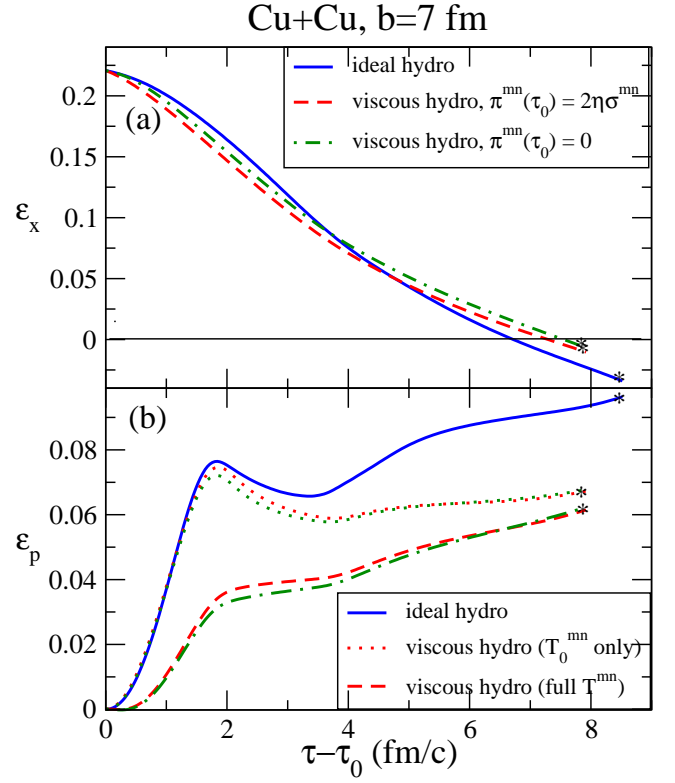 Cu+Cu, b=7 fm
ideal hydro
viscous hydro, π^mn(τ_0) = 2ησ^mn
viscous hydro, π^mn(τ_0) = 0
(a)
ε_x
0.2
0.15
0.1
0.05
0
(b)
ε_p
0.08
0.06
0.04
0.02
0
ideal hydro
viscous hydro (T_0^mn only)
viscous hydro (full T^mn)
0 2 4 6 8
τ−τ_0 (fm/c)